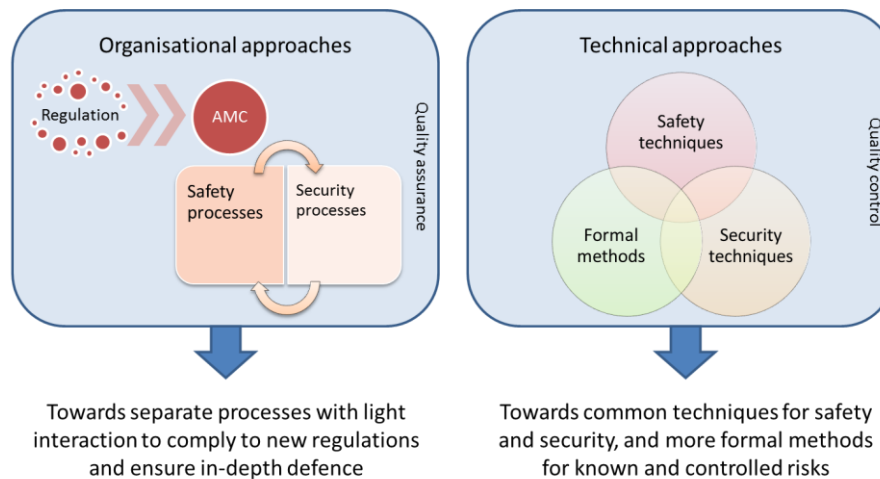 Organisational approaches
Regulation
AMC
Safety
processes
Security
processes
Quality assurance
Towards separate processes with light
interaction to comply to new regulations
and ensure in-depth defence
Technical approaches
Safety
techniques
Formal
methods
Security
techniques
Quality control
Towards common techniques for safety
and security, and more formal methods
for known and controlled risks